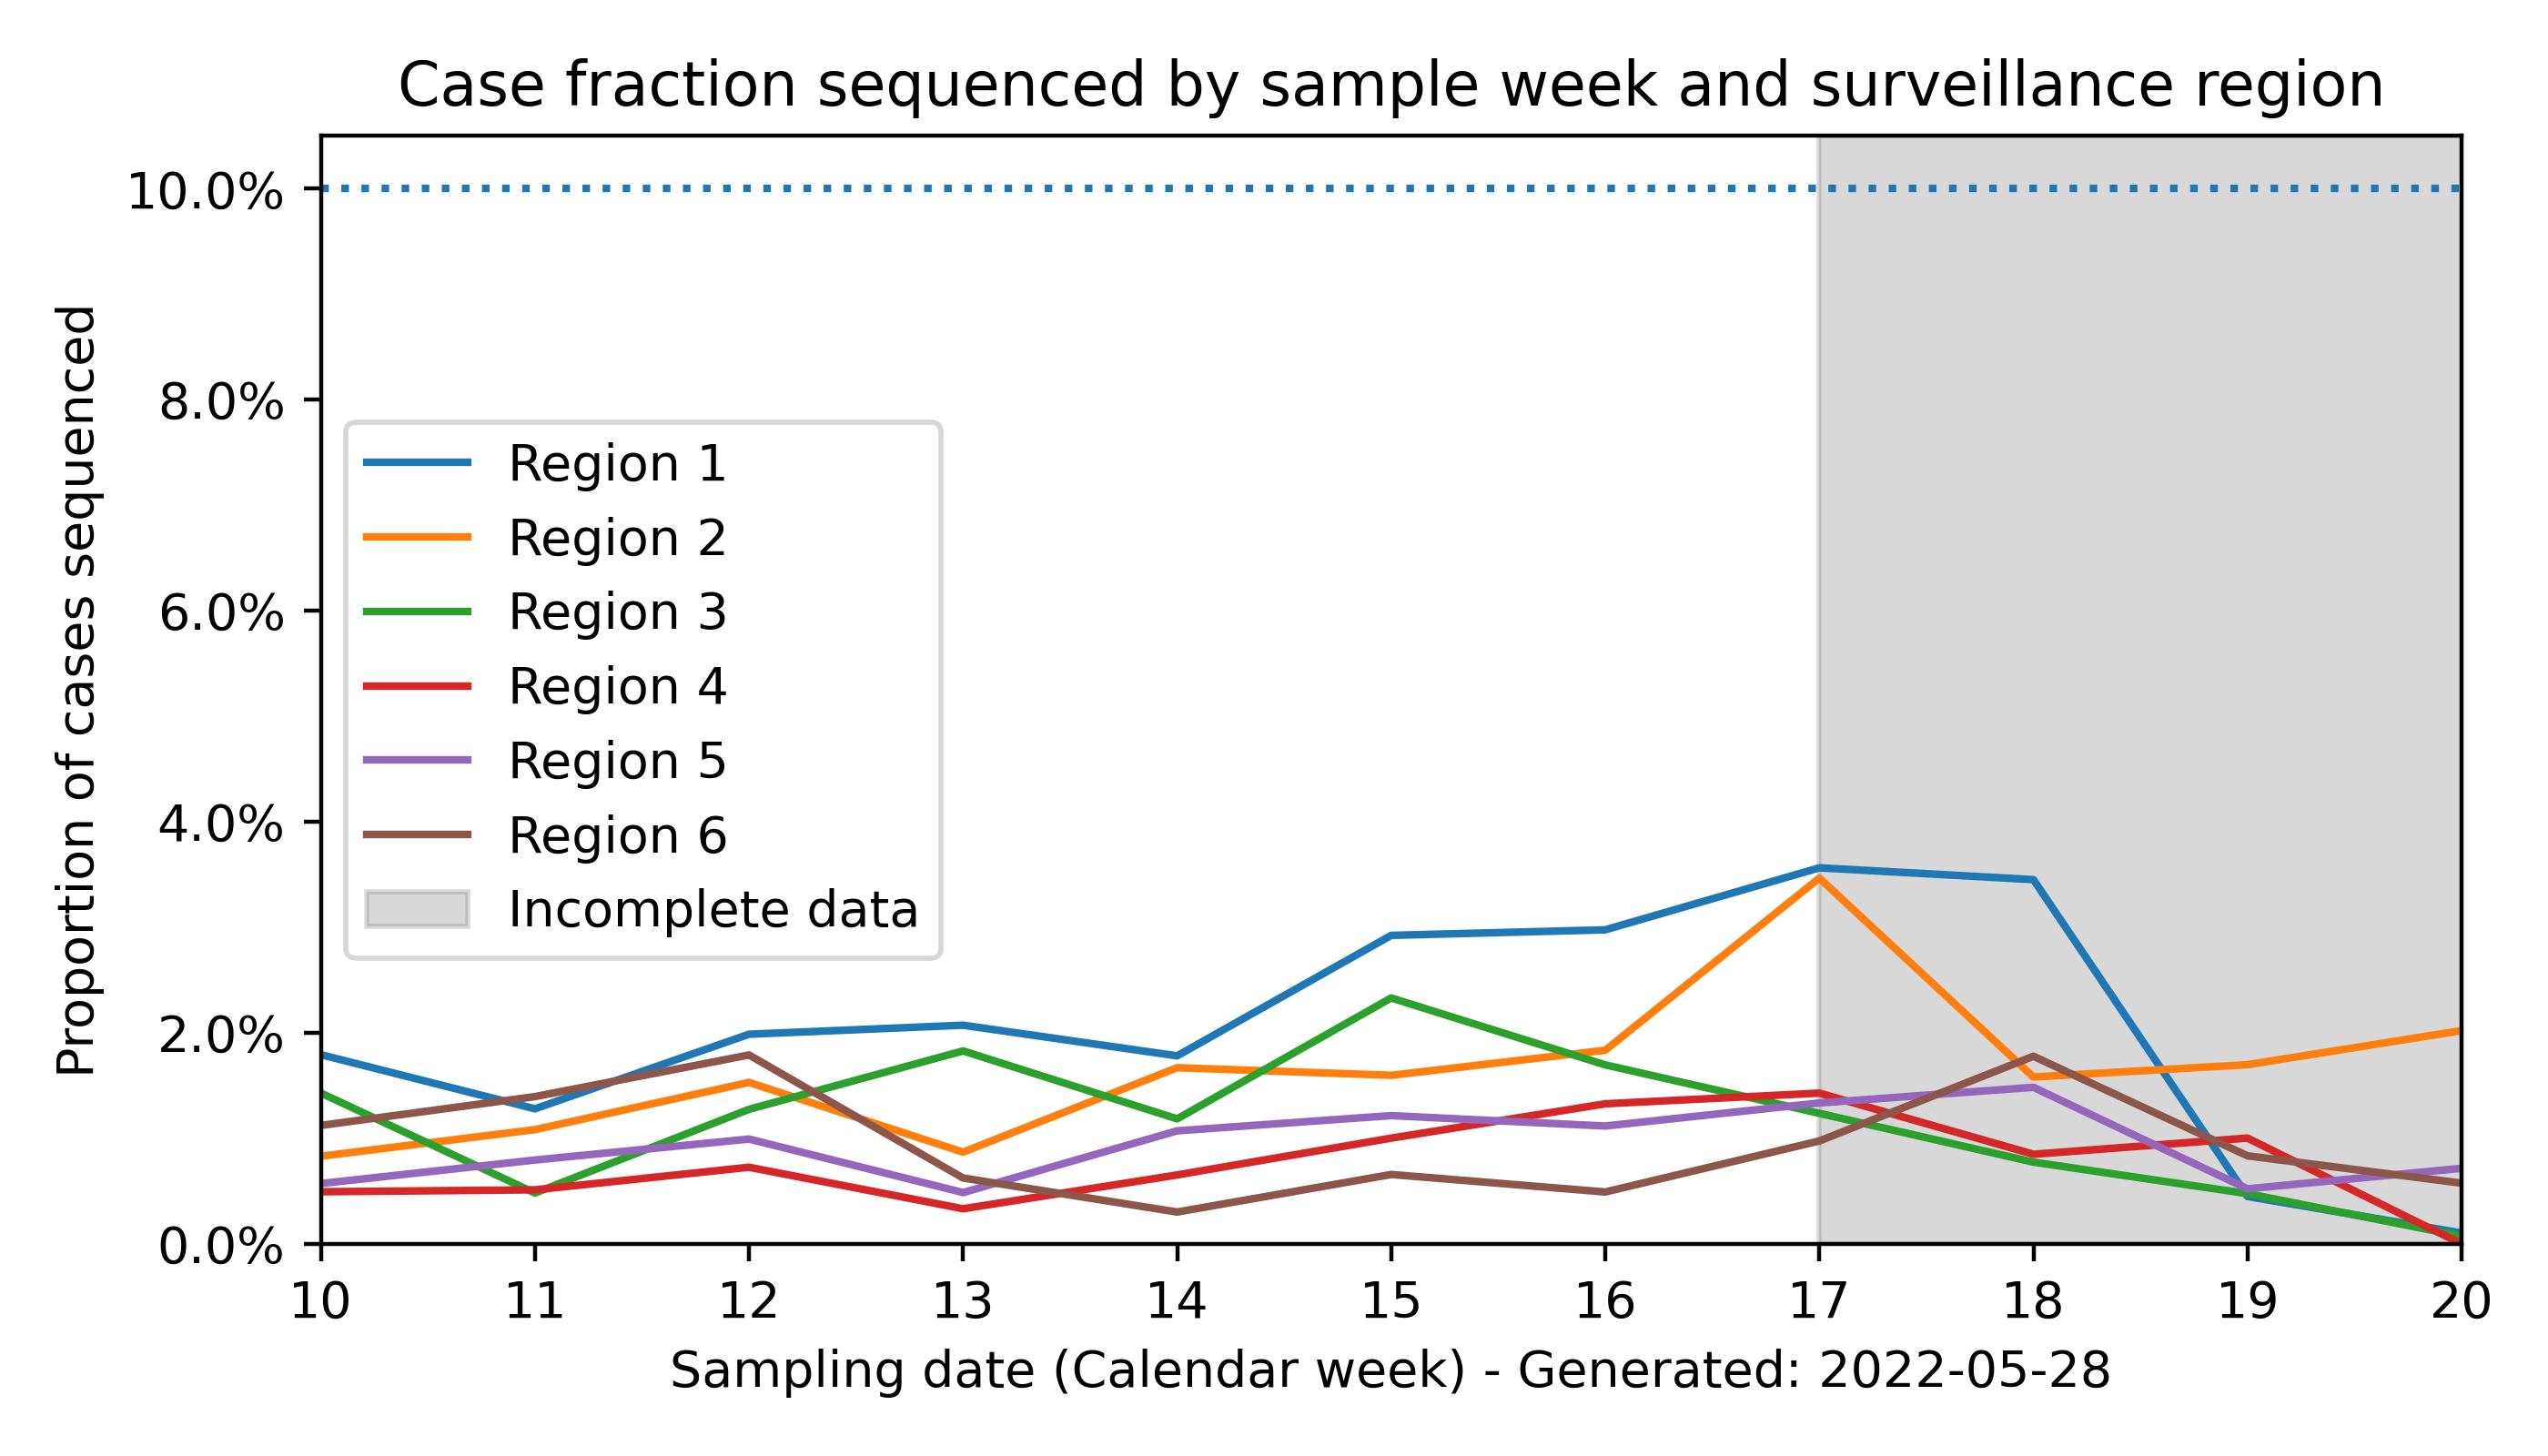 Case fraction sequenced by sample week and surveillance region
Proportion of cases sequenced
10.0%
8.0%
6.0%
4.0%
2.0%
0.0%
Region 1
Region 2
Region 3
Region 4
Region 5
Region 6
Incomplete data
10 11 12 13 14 15 16 17 18 19 20
Sampling date (Calendar week) - Generated: 2022-05-28